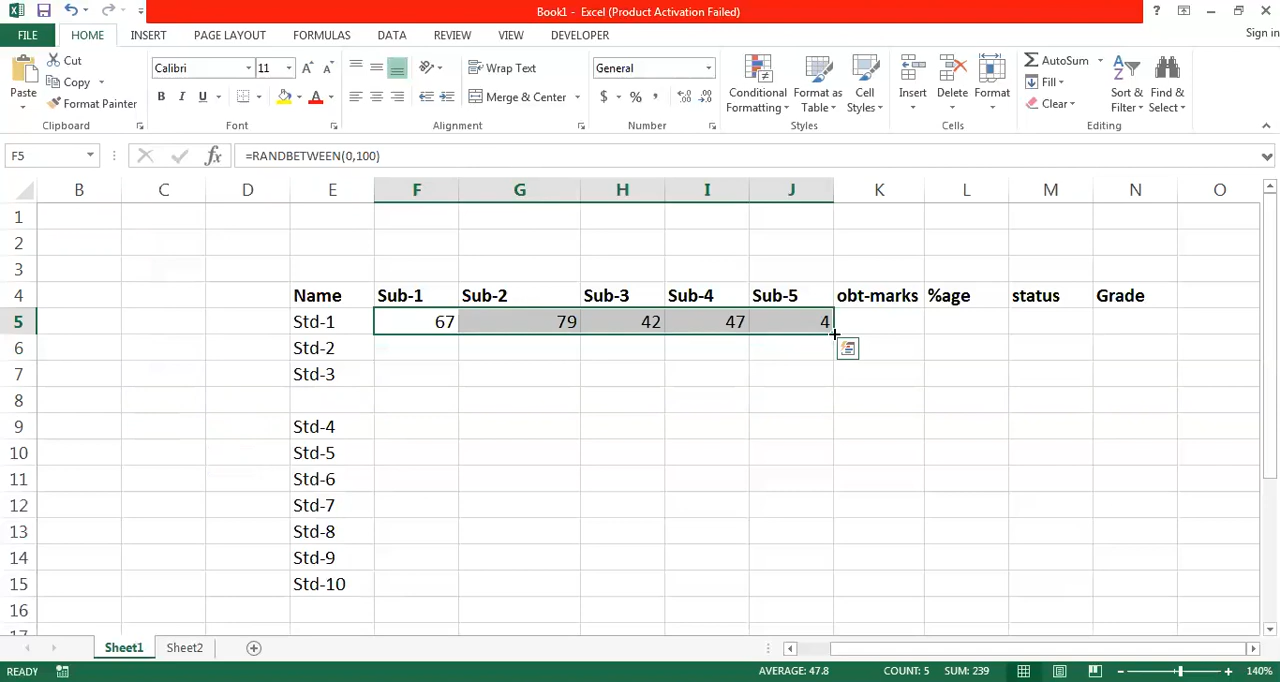 Book1 - Excel (Product Activation Failed)
FILE HOME INSERT PAGE LAYOUT FORMULAS DATA REVIEW VIEW DEVELOPER Sign in
Paste Cut Copy Format Painter Clipboard
Calibri 11 B I U A Font
Wrap Text Merge & Center Alignment
General $ % , Number
Conditional Formatting Format as Table Cell Styles Styles
Insert Delete Format Cells
AutoSum Fill Clear Sort & Filter Find & Select Editing
F5 fx =RANDBETWEEN(0,100)
B C D E F G H I J K L M N O
1
2
3
4 Name Sub-1 Sub-2 Sub-3 Sub-4 Sub-5 obt-marks %age status Grade
5 Std-1 67 79 42 47 4
6 Std-2
7 Std-3
8
9 Std-4
10 Std-5
11 Std-6
12 Std-7
13 Std-8
14 Std-9
15 Std-10
16
17
Sheet1 Sheet2
READY AVERAGE: 47.8 COUNT: 5 SUM: 239 140%